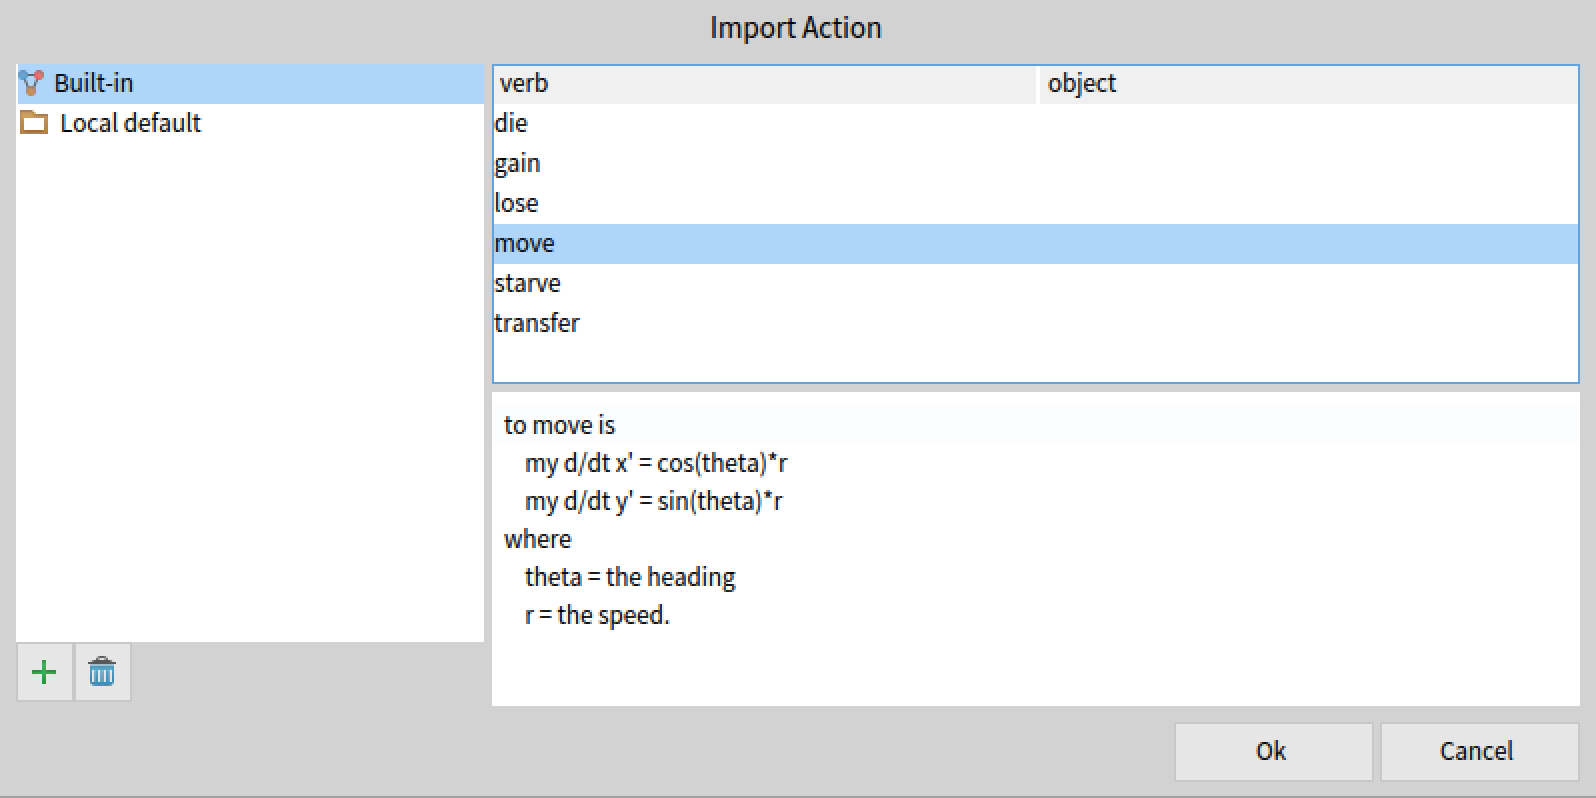 Import Action
Built-in
Local default
verb object
die
gain
lose
move
starve
transfer
to move is
my d/dt x' = cos(theta)*r
my d/dt y' = sin(theta)*r
where
theta = the heading
r = the speed.
Ok Cancel